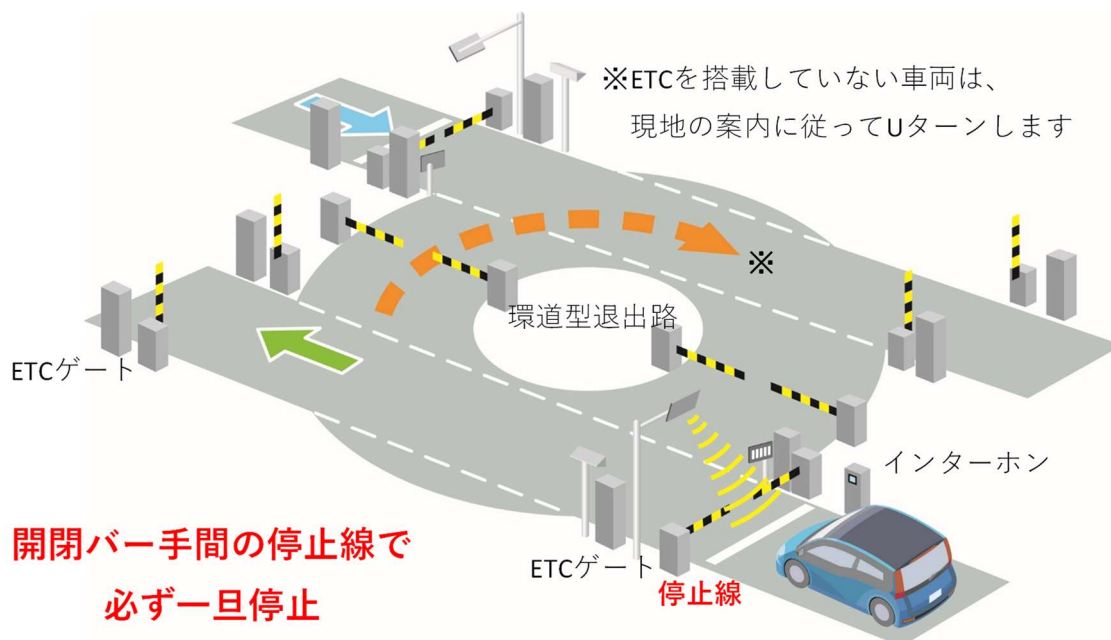 ※ETCを搭載していない車両は、
現地の案内に従ってUターンします
※
環道型退出路
ETCゲート
インターホン
開閉バー手間の停止線で
必ず一旦停止
ETCゲート
停止線